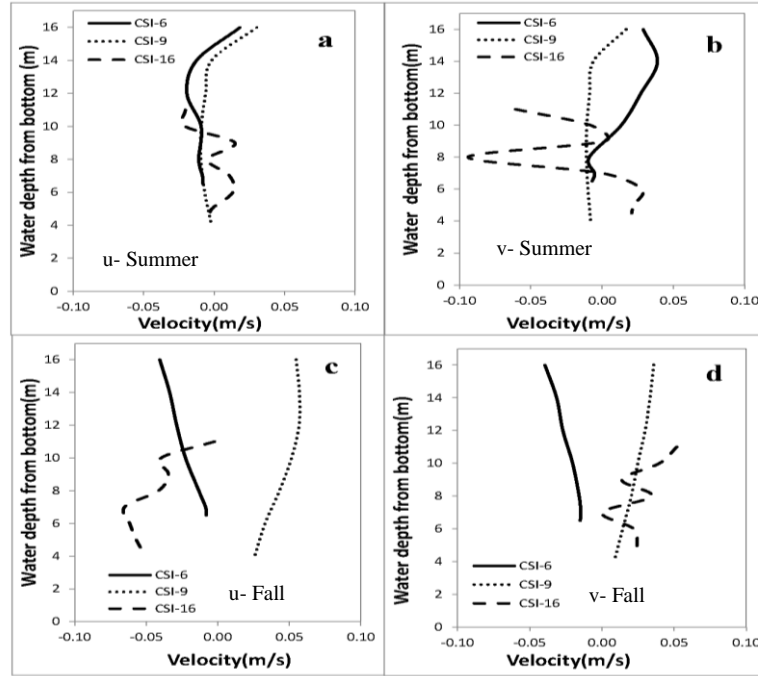 a
CSI-6
CSI-9
CSI-16
u- Summer
Water depth from bottom (m)
16
14
12
10
8
6
4
2
0
-0.10
-0.05
0.00
0.05
0.10
Velocity(m/s)
b
CSI-6
CSI-9
CSI-16
v- Summer
Water depth from bottom (m)
16
14
12
10
8
6
4
2
0
-0.10
-0.05
0.00
0.05
0.10
Velocity(m/s)
c
CSI-6
CSI-9
CSI-16
u- Fall
Water depth from bottom(m)
16
14
12
10
8
6
4
2
0
-0.10
-0.05
0.00
0.05
0.10
Velocity(m/s)
d
CSI-6
CSI-9
CSI-16
v- Fall
Water depth from bottom(m)
16
14
12
10
8
6
4
2
0
-0.10
-0.05
0.00
0.05
0.10
Velocity(m/s)